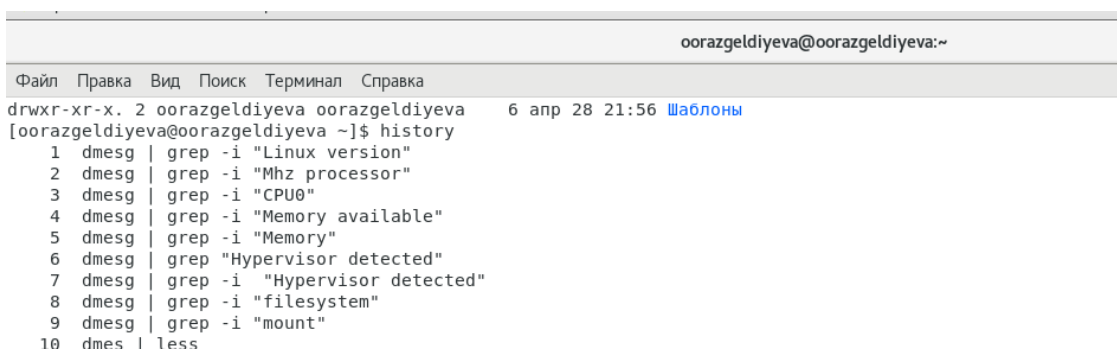 oorazgeldiyeva@oorazgeldiyeva:~
Файл Правка Вид Поиск Терминал Справка
drwxr-xr-x. 2 oorazgeldiyeva oorazgeldiyeva    6 апр 28 21:56 Шаблоны
[oorazgeldiyeva@oorazgeldiyeva ~]$ history
    1  dmesg | grep -i "Linux version"
    2  dmesg | grep -i "Mhz processor"
    3  dmesg | grep -i "CPU0"
    4  dmesg | grep -i "Memory available"
    5  dmesg | grep -i "Memory"
    6  dmesg | grep "Hypervisor detected"
    7  dmesg | grep -i  "Hypervisor detected"
    8  dmesg | grep -i "filesystem"
    9  dmesg | grep -i "mount"
   10  dmes | less